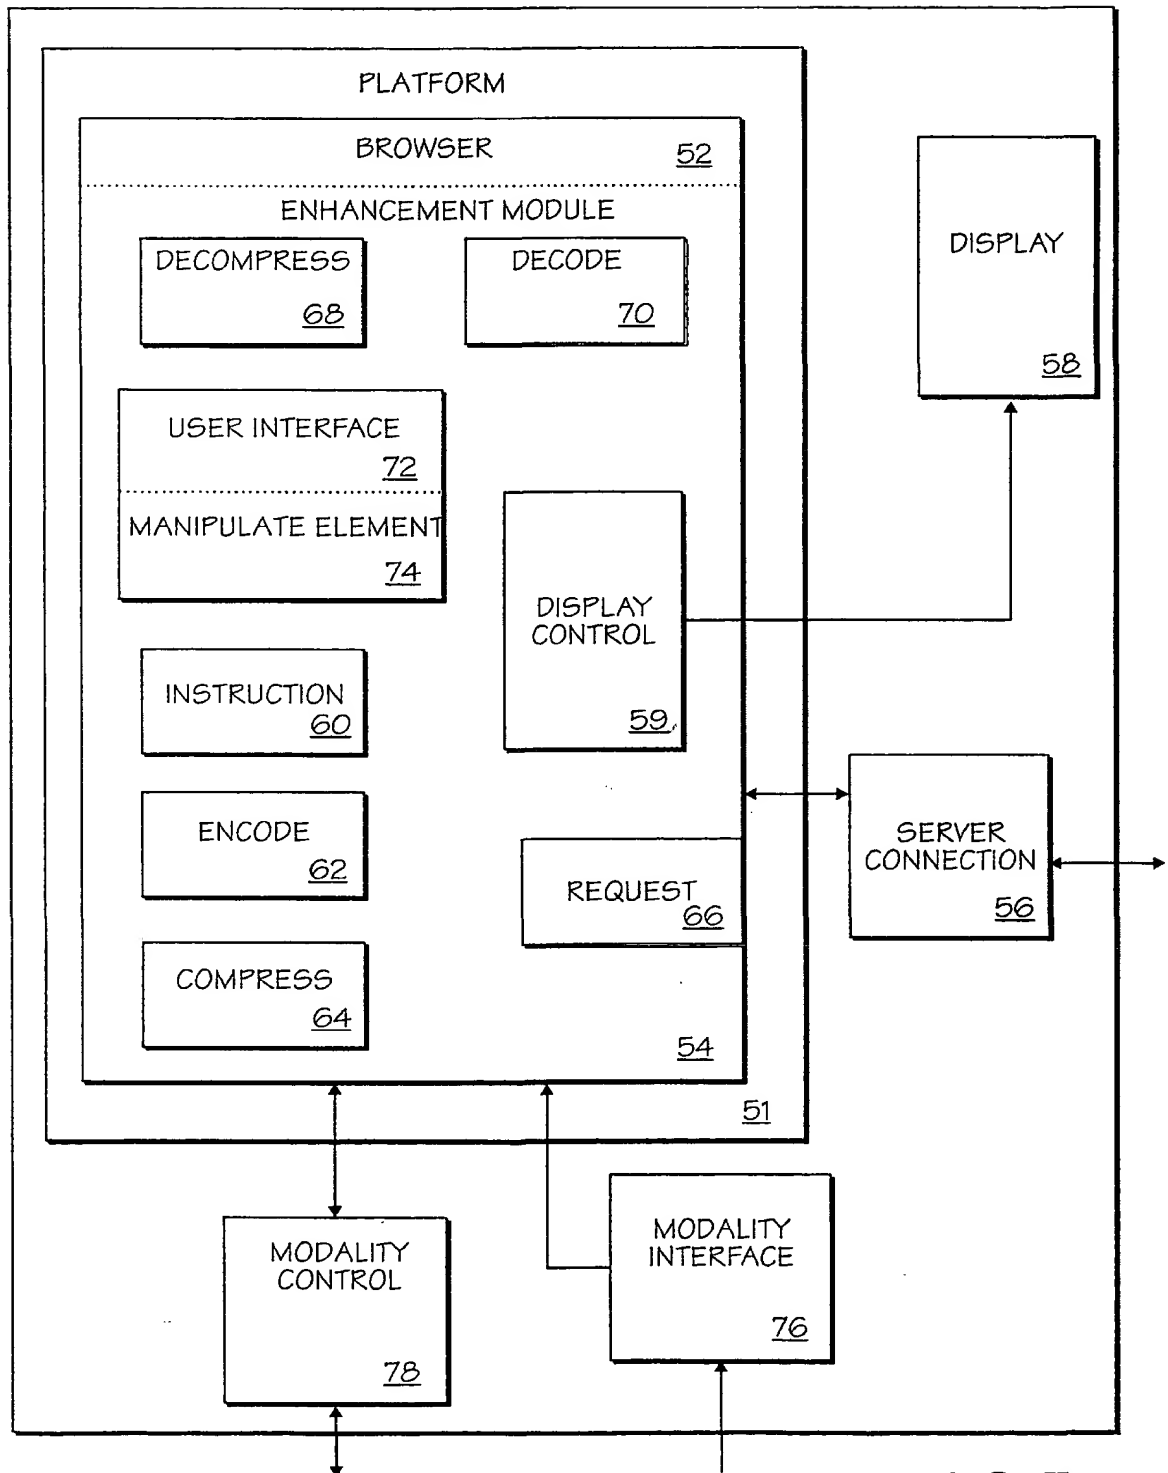 PLATFORM
BROWSER 52
ENHANCEMENT MODULE
DECOMPRESS
68
DECODE
70
DISPLAY
58
USER INTERFACE
72
MANIPULATE ELEMENT
74
DISPLAY
CONTROL
59
INSTRUCTION
60
ENCODE
62
SERVER
CONNECTION
56
REQUEST
66
COMPRESS
64
54
51
MODALITY
CONTROL
78
MODALITY
INTERFACE
76